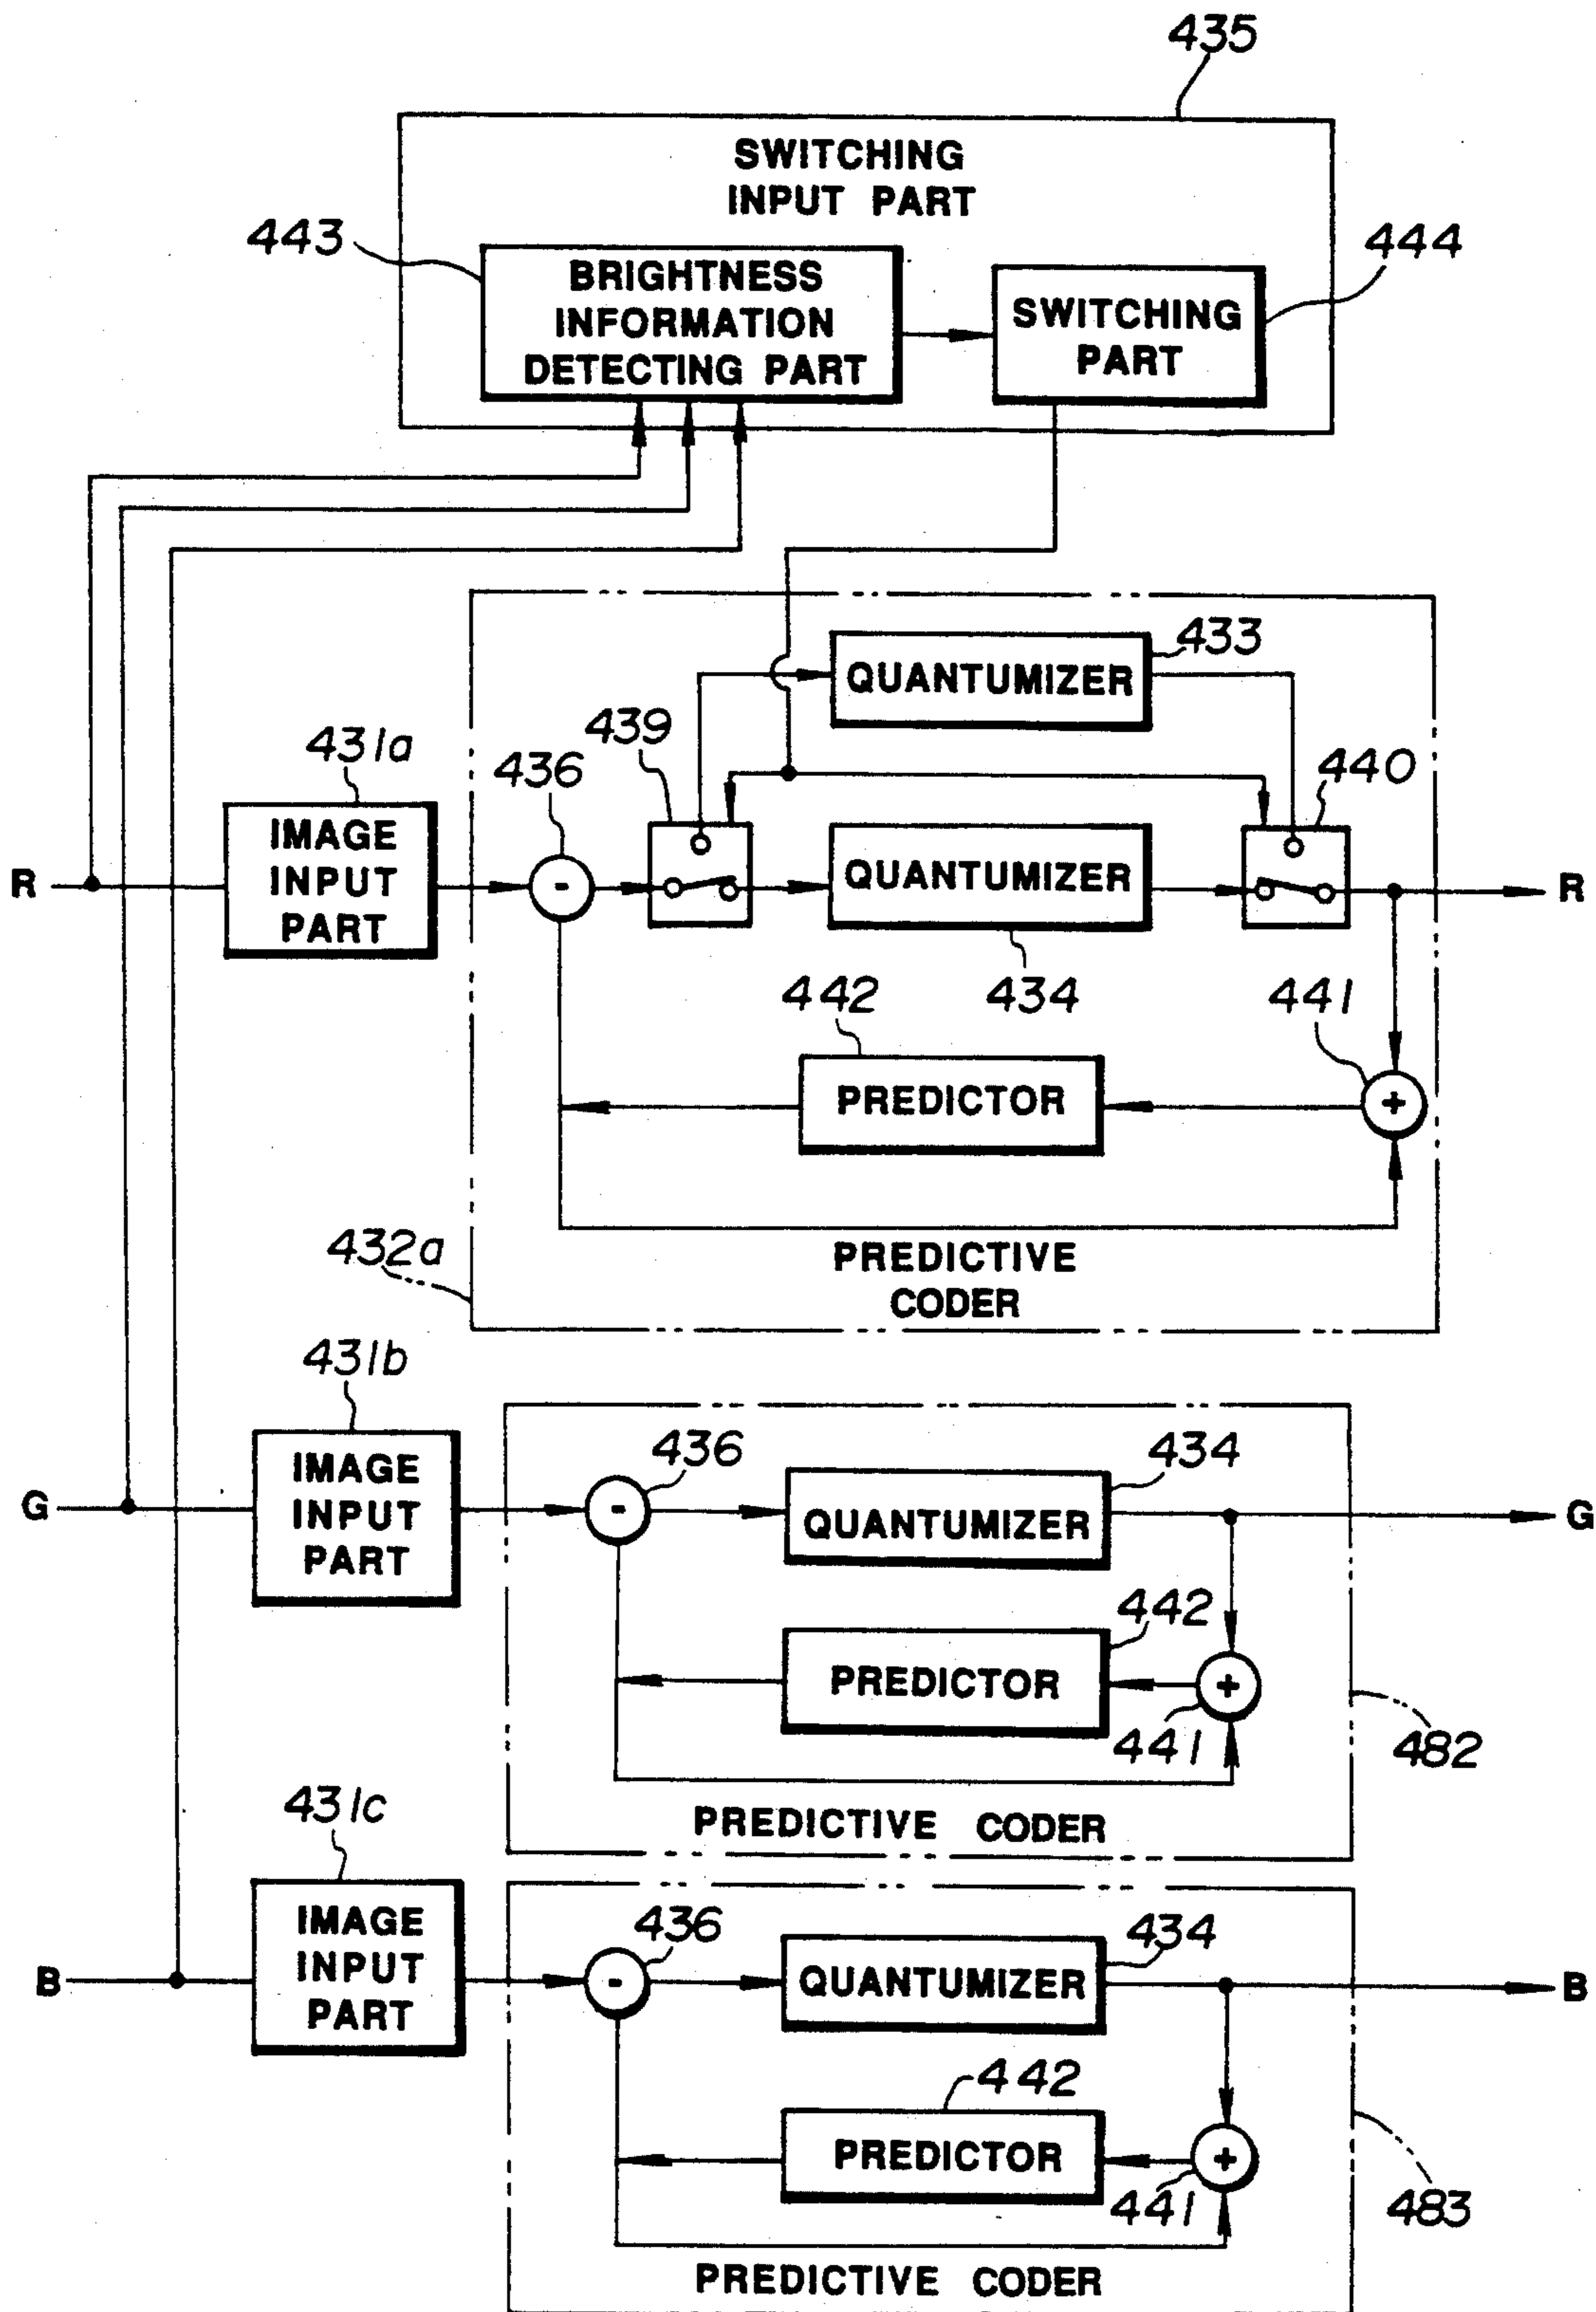 435
SWITCHING
INPUT PART
443
444
BRIGHTNESS
INFORMATION
DETECTING PART
SWITCHING
PART
433
QUANTUMIZER
439
431a
436
440
IMAGE
INPUT
PART
R
-
QUANTUMIZER
R
442
434
441
PREDICTOR
+
432a
PREDICTIVE
CODER
431b
436
434
IMAGE
INPUT
PART
G
-
QUANTUMIZER
G
442
PREDICTOR
+
441
482
PREDICTIVE CODER
431c
436
434
IMAGE
INPUT
PART
B
-
QUANTUMIZER
B
442
PREDICTOR
+
441
483
PREDICTIVE CODER